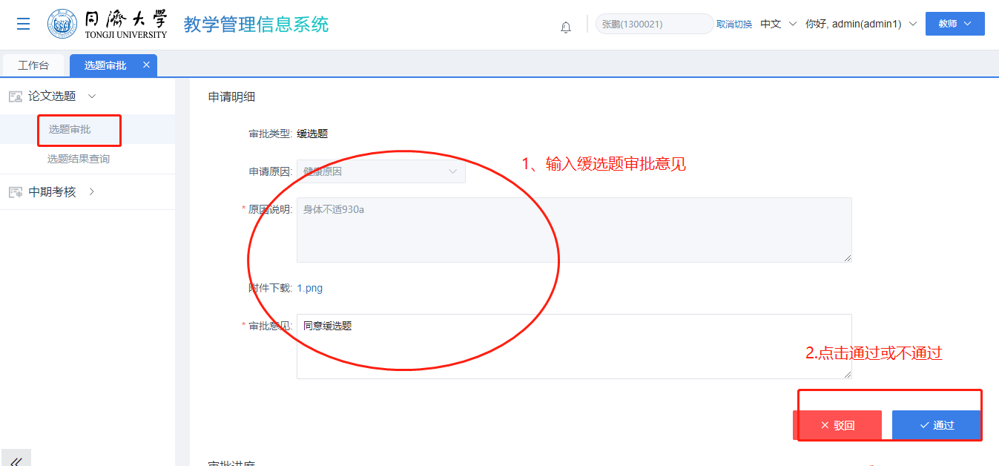 同濟大學
TONGJI UNIVERSITY
教学管理信息系统
张鹏(1300021)
取消切换
中文
你好, admin(admin1)
教师
工作台
选题审批
论文选题
选题审批
选题结果查询
中期考核
申请明细
审批类型: 缓选题
1、输入缓选题审批意见
申请原因: 健康原因
* 原因说明: 身体不适930a
附件下载: 1.png
* 审批意见: 同意缓选题
2.点击通过或不通过
驳回
通过
审批进度